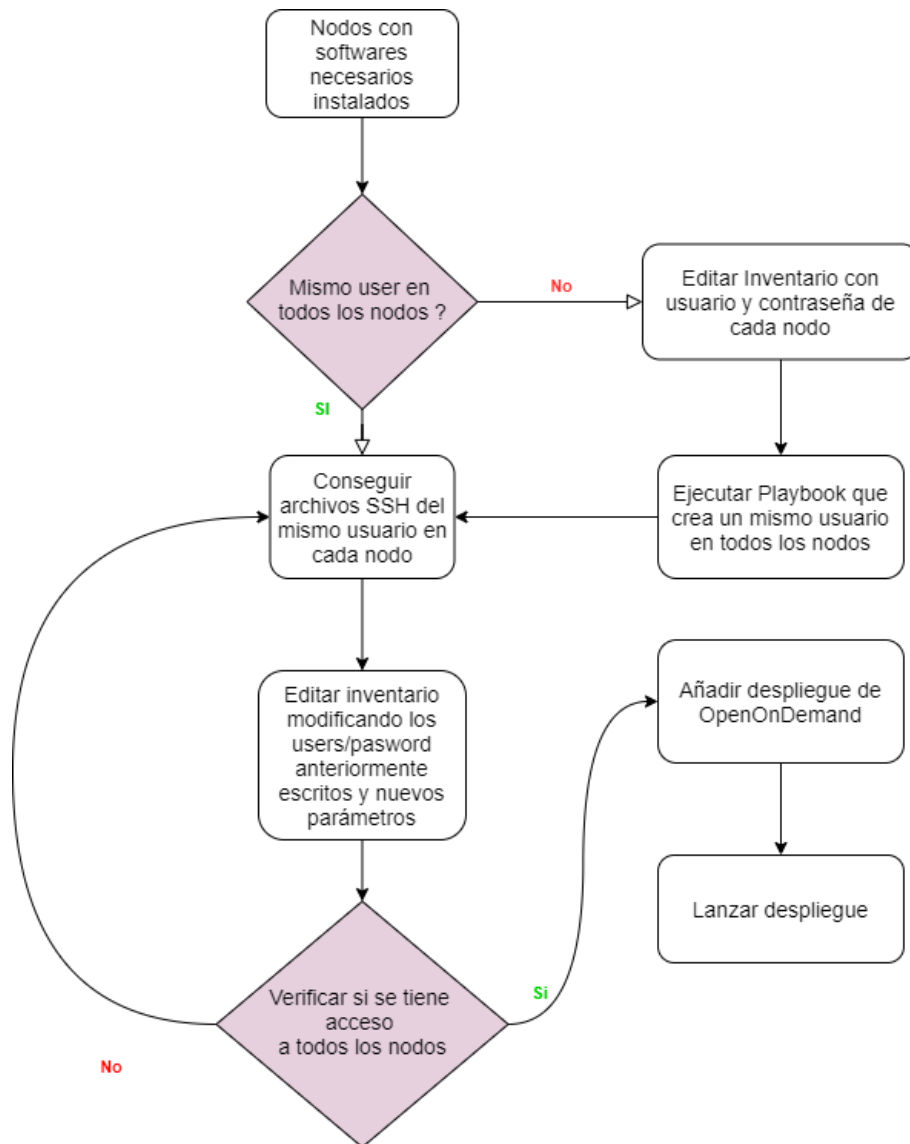 Nodos con
softwares
necesarios
instalados
Mismo user en
todos los nodos ?
No
Editar Inventario con
usuario y contraseña de
cada nodo
SI
Conseguir
archivos SSH del
mismo usuario en
cada nodo
Ejecutar Playbook que
crea un mismo usuario
en todos los nodos
Editar inventario
modificando los
users/pasword
anteriormente
escritos y nuevos
parámetros
Añadir despliegue de
OpenOnDemand
Lanzar despliegue
Verificar si se tiene
acceso
a todos los nodos
Si
No